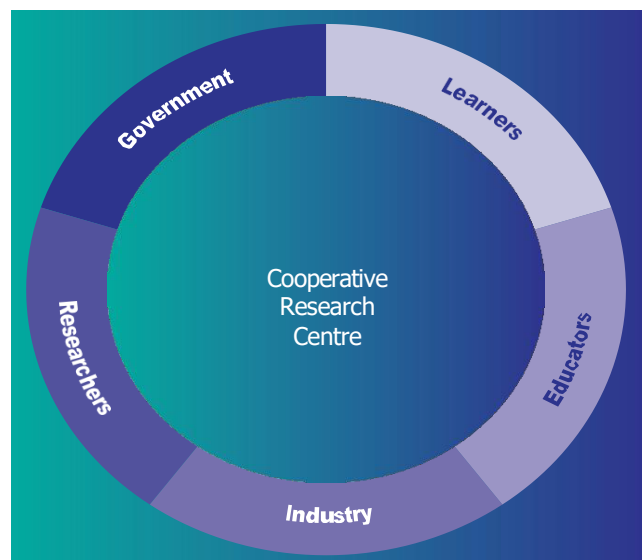 Government
Learners
Cooperative
Research
Centre
Researchers
Educators
Industry